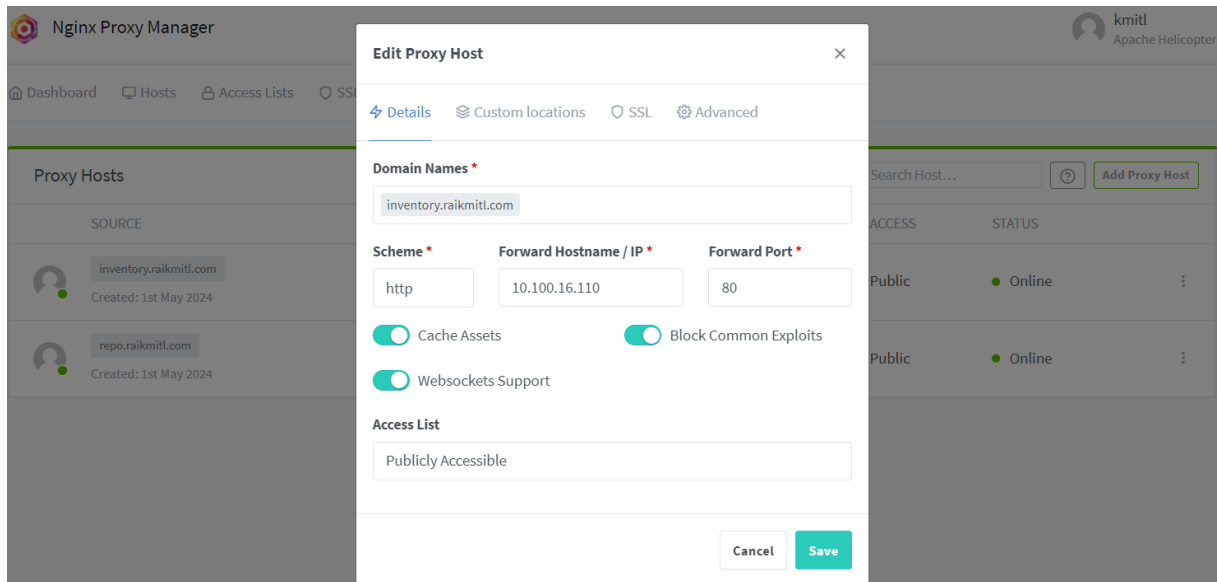 Nginx Proxy Manager
kmitl
Apache Helicopter
Dashboard Hosts Access Lists SSL
Edit Proxy Host ×
Details Custom locations SSL Advanced
Domain Names *
inventory.raikmitl.com
Scheme * Forward Hostname / IP * Forward Port *
http 10.100.16.110 80
Cache Assets Block Common Exploits
Websockets Support
Access List
Publicly Accessible
Cancel Save
Proxy Hosts Search Host... Add Proxy Host
SOURCE ACCESS STATUS
inventory.raikmitl.com Public Online
Created: 1st May 2024
repo.raikmitl.com Public Online
Created: 1st May 2024